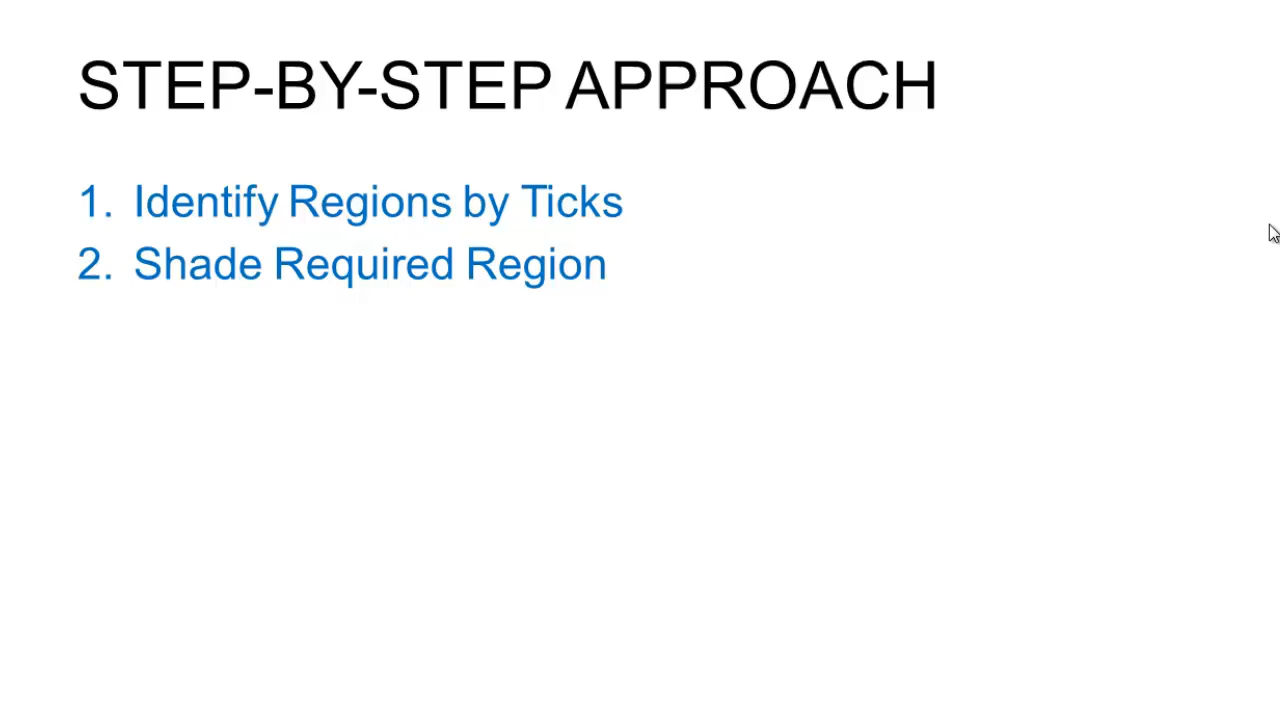 STEP-BY-STEP APPROACH
1. Identify Regions by Ticks
2. Shade Required Region